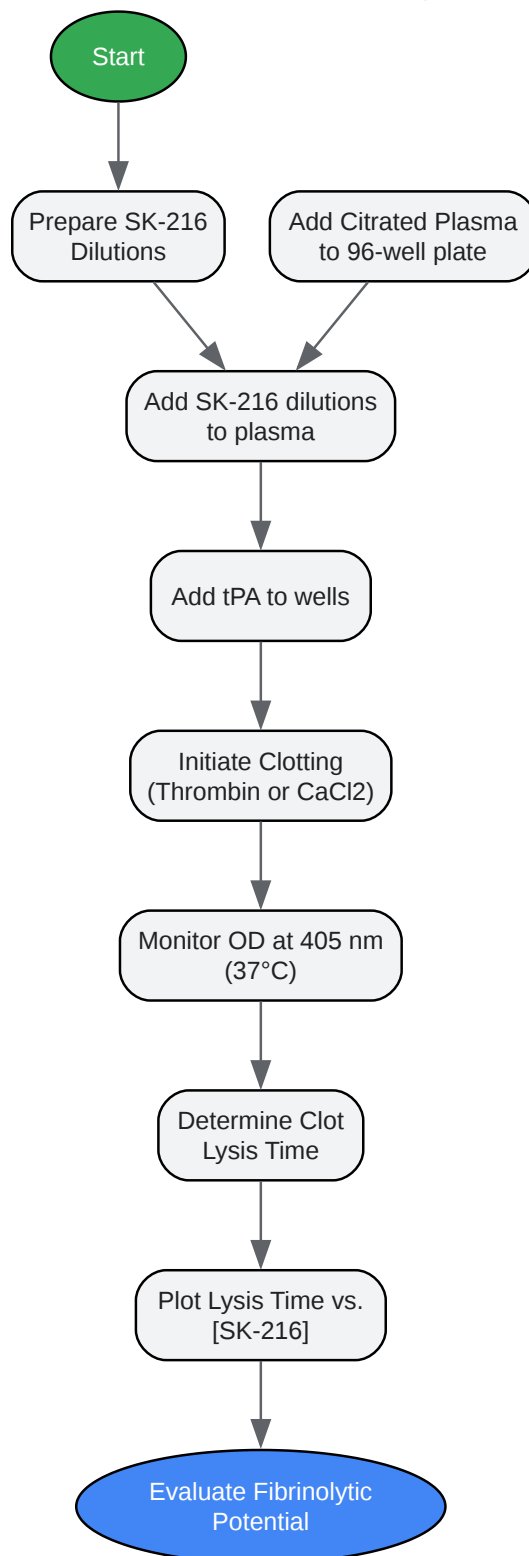 Start
Prepare SK-216
Dilutions
Add Citrated Plasma
to 96-well plate
Add SK-216 dilutions
to plasma
Add tPA to wells
Initiate Clotting
(Thrombin or CaCl2)
Monitor OD at 405 nm
(37°C)
Determine Clot
Lysis Time
Plot Lysis Time vs.
[SK-216]
Evaluate Fibrinolytic
Potential